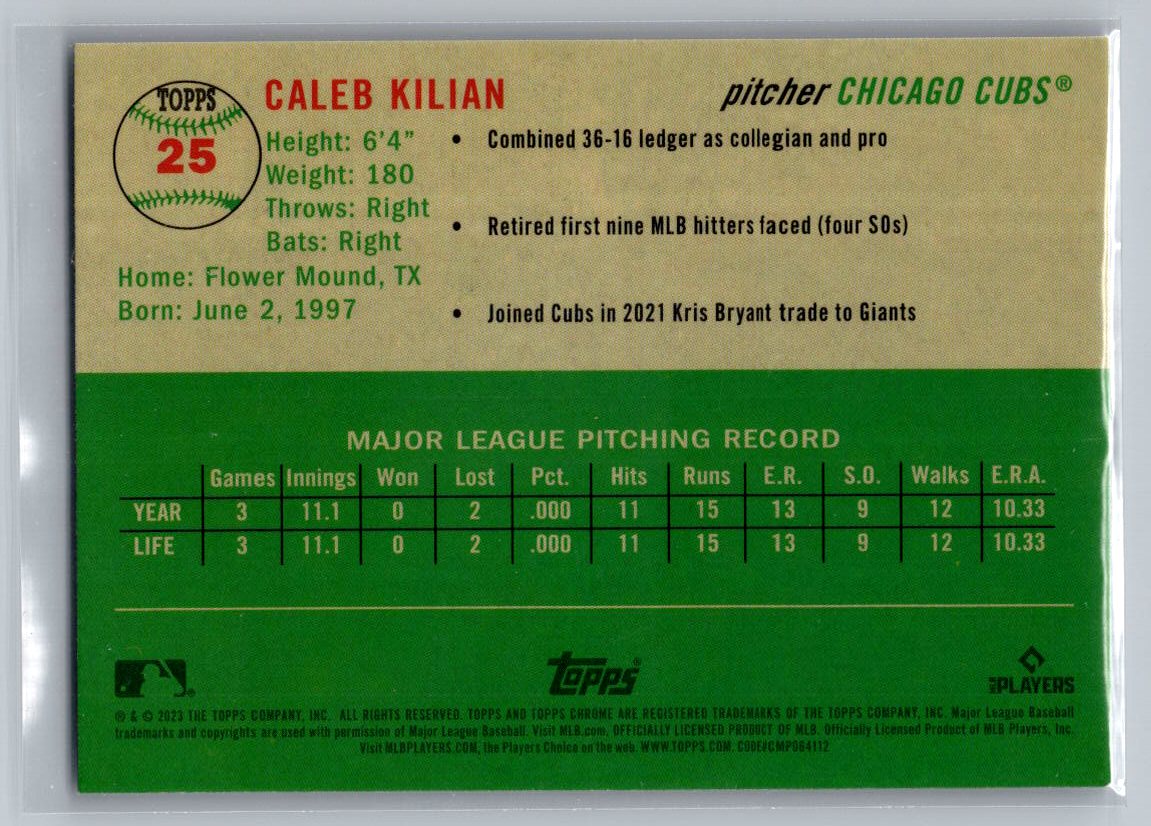 TOPPS
25
CALEB KILIAN
pitcher CHICAGO CUBS®
Height: 6'4"
Weight: 180
Throws: Right
Bats: Right
Home: Flower Mound, TX
Born: June 2, 1997
• Combined 36-16 ledger as collegian and pro
• Retired first nine MLB hitters faced (four SOs)
• Joined Cubs in 2021 Kris Bryant trade to Giants
MAJOR LEAGUE PITCHING RECORD
Games Innings Won Lost Pct. Hits Runs E.R. S.O. Walks E.R.A.
YEAR 3 11.1 0 2 .000 11 15 13 9 12 10.33
LIFE 3 11.1 0 2 .000 11 15 13 9 12 10.33
topps®
PLAYERS
® & © 2023 THE TOPPS COMPANY, INC. ALL RIGHTS RESERVED. TOPPS AND TOPPS CHROME ARE REGISTERED TRADEMARKS OF THE TOPPS COMPANY, INC. Major League Baseball
trademarks and copyrights are used with permission of Major League Baseball. Visit MLB.com. OFFICIALLY LICENSED PRODUCT OF MLB. Officially Licensed Product of MLB Players, Inc.
Visit MLBPLAYERS.COM, the Players Choice on the web. WWW.TOPPS.COM. CODE#CMP064112